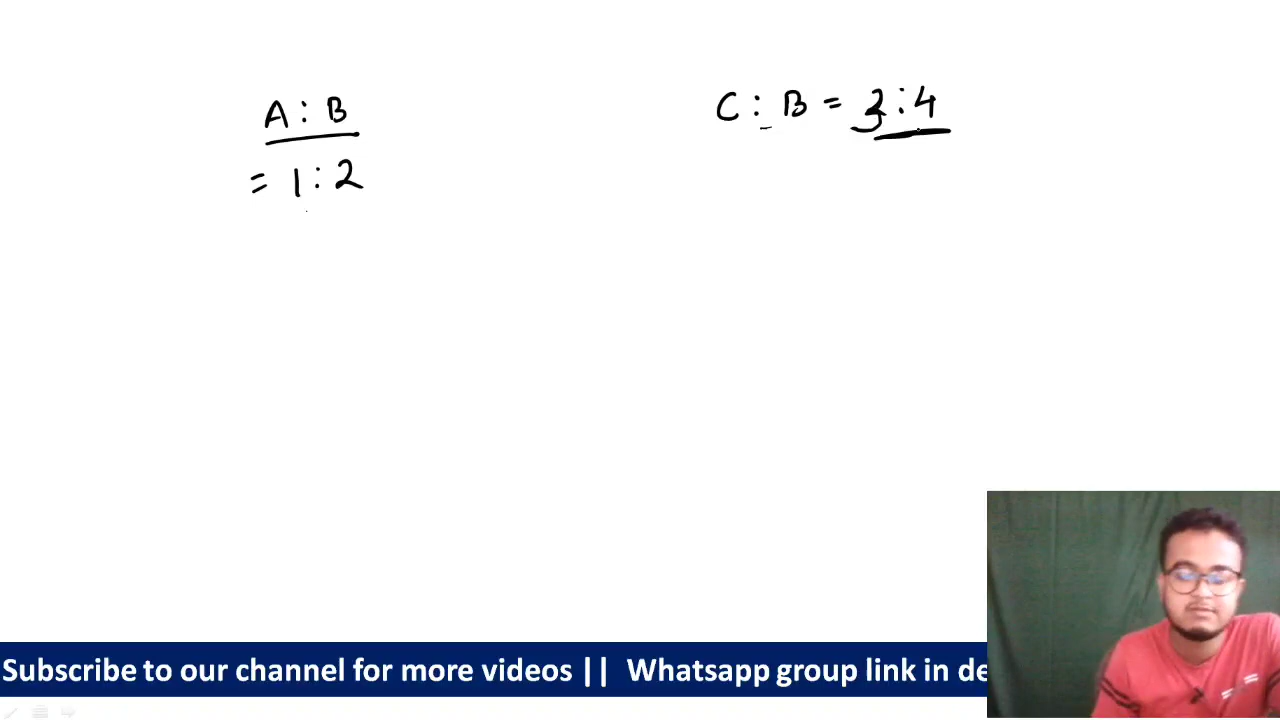 A : B
= 1 : 2
C : B = 3 : 4
Subscribe to our channel for more videos || Whatsapp group link in de